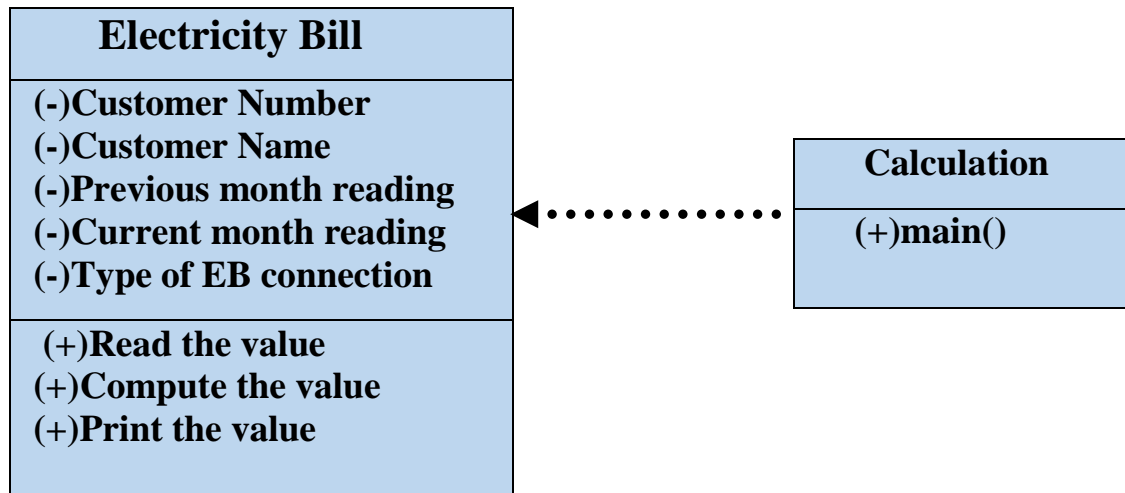 Electricity Bill
(-)Customer Number
(-)Customer Name
(-)Previous month reading
(-)Current month reading
(-)Type of EB connection
(+)Read the value
(+)Compute the value
(+)Print the value
Calculation
(+)main()